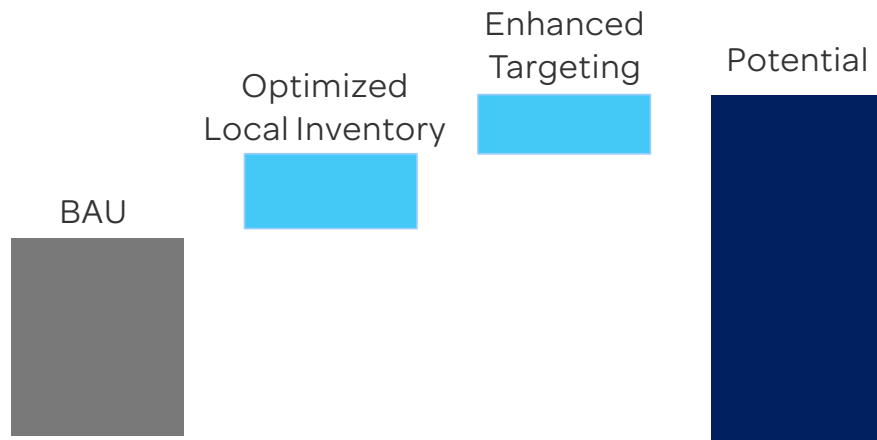 BAU
Optimized
Local Inventory
Enhanced
Targeting
Potential